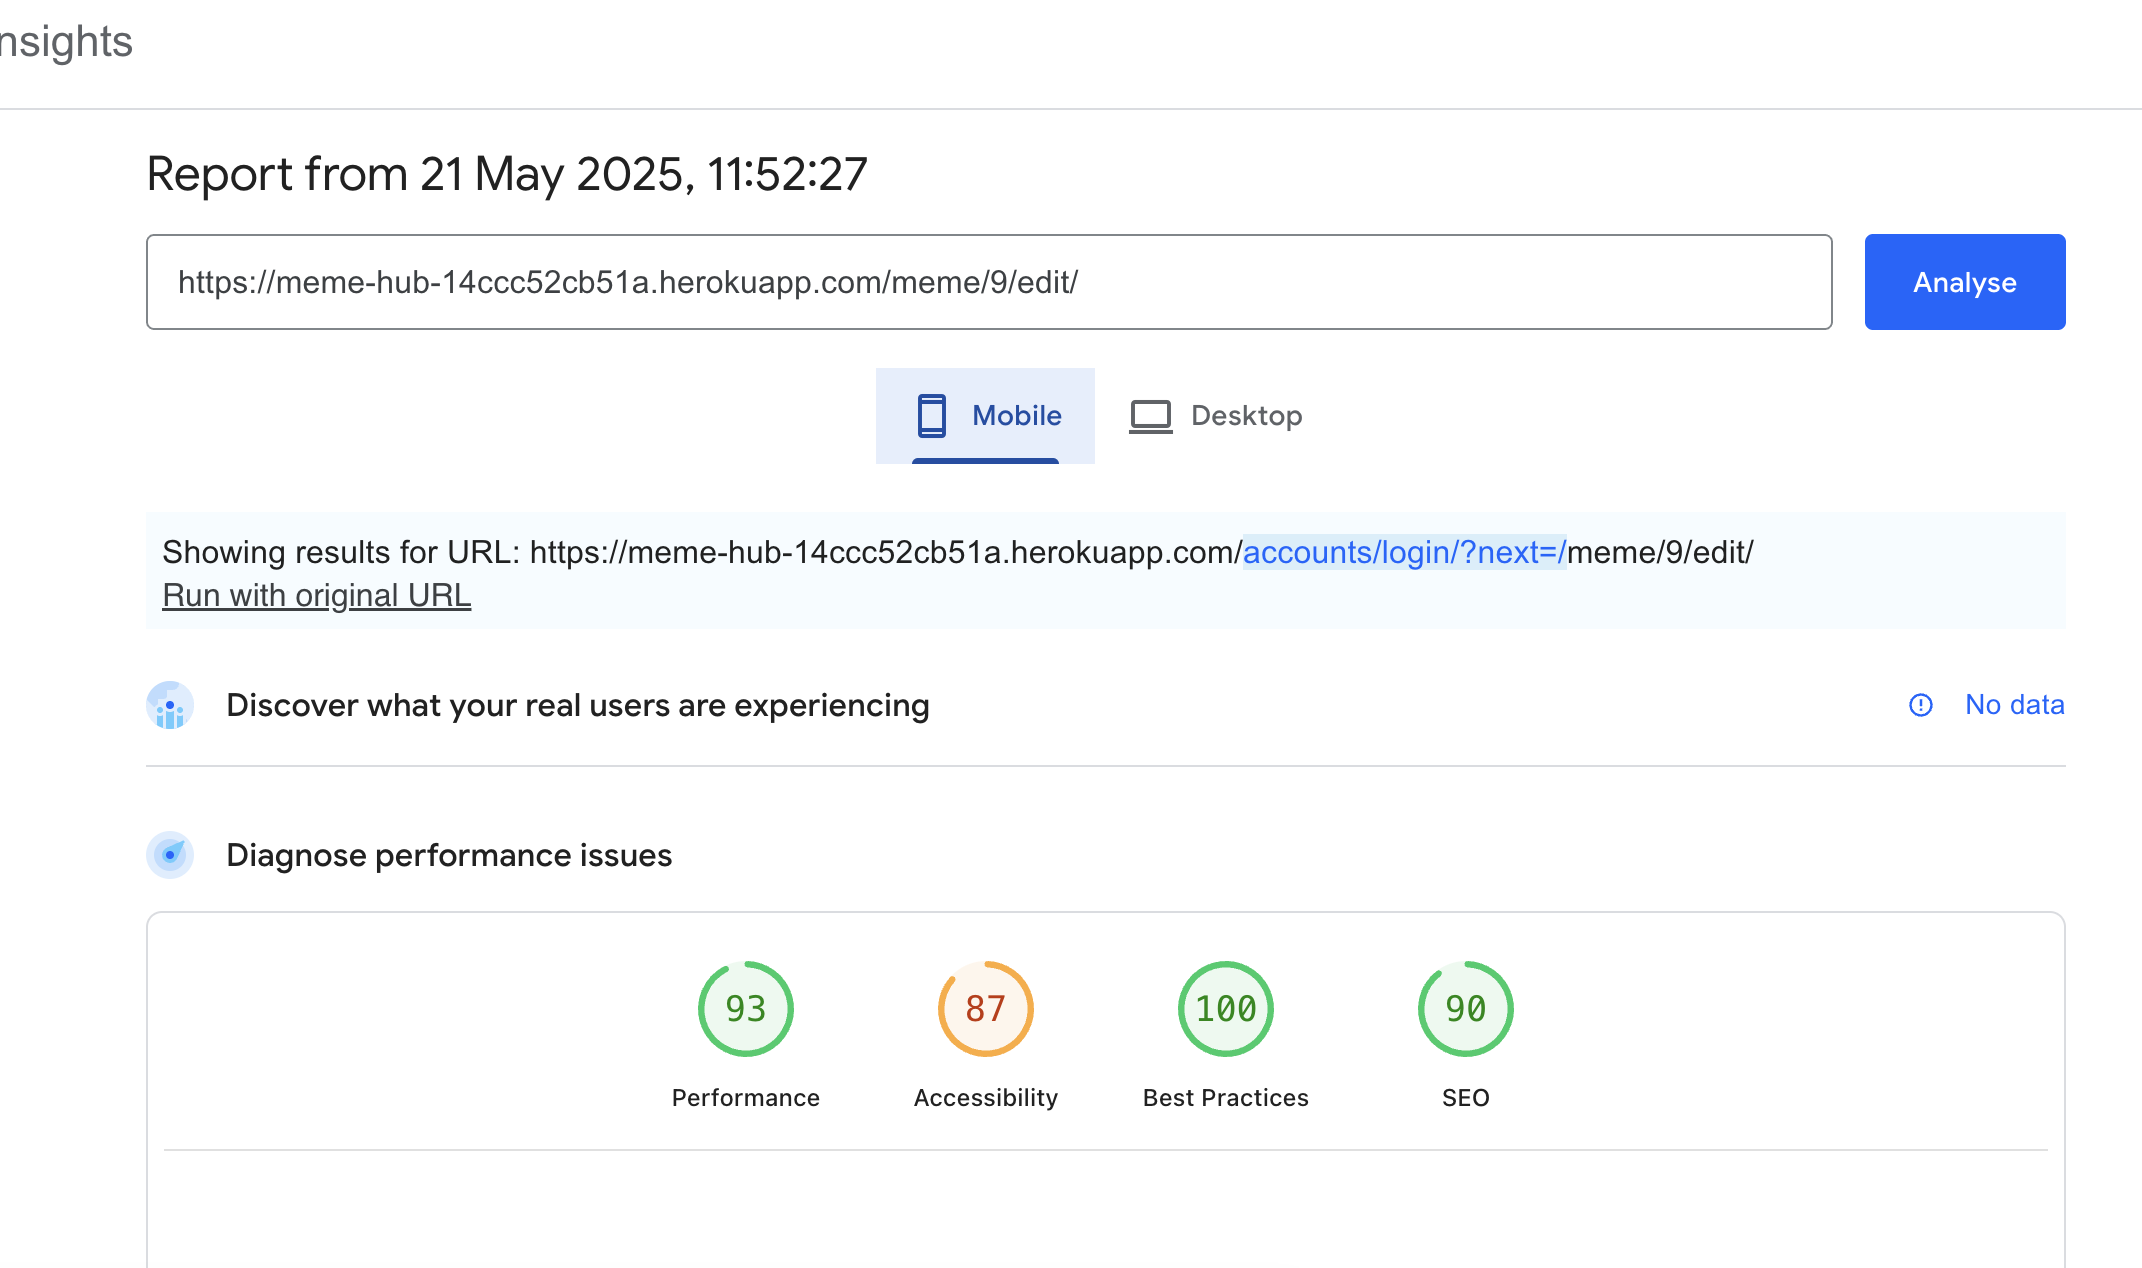 nsights
Report from 21 May 2025, 11:52:27
https://meme-hub-14ccc52cb51a.herokuapp.com/meme/9/edit/
Analyse
Mobile
Desktop
Showing results for URL: https://meme-hub-14ccc52cb51a.herokuapp.com/accounts/login/?next=/meme/9/edit/
Run with original URL
Discover what your real users are experiencing
No data
Diagnose performance issues
93
87
100
90
Performance
Accessibility
Best Practices
SEO